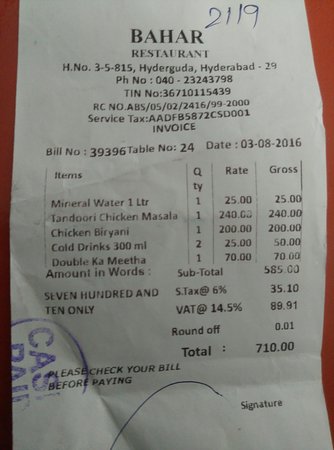 2119
BAHAR
RESTAURANT
H.No. 3-5-815, Hyderguda, Hyderabad - 29
Ph No : 040 - 23243798
TIN No:36710115439
RC NO.ABS/05/02/2416/99-2000
Service Tax:AADFB5872CSD001
INVOICE
Bill No : 39396 Table No: 24 Date : 03-08-2016
Items Qty Rate Gross
Mineral Water 1 Ltr 1 25.00 25.00
Tandoori Chicken Masala 1 240.00 240.00
Chicken Biryani 1 200.00 200.00
Cold Drinks 300 ml 2 25.00 50.00
Double Ka Meetha 1 70.00 70.00
Amount in Words : Sub-Total 585.00
SEVEN HUNDRED AND S.Tax@ 6% 35.10
TEN ONLY VAT@ 14.5% 89.91
Round off 0.01
Total : 710.00
CASH
PAID
PLEASE CHECK YOUR BILL
BEFORE PAYING
Signature